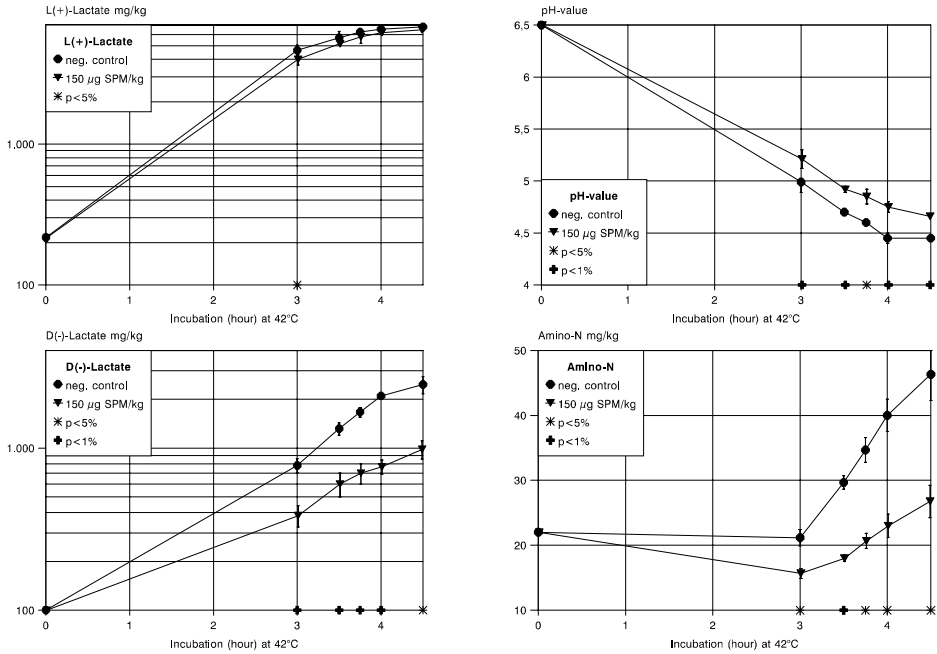 L(+)-Lactate mg/kg
L(+)-Lactate
neg. control
150 µg SPM/kg
p<5%
1.000
100
0 1 2 3 4
Incubation (hour) at 42°C
pH-value
6,5
6
5,5
5
4,5
4
pH-value
neg. control
150 µg SPM/kg
p<5%
p<1%
0 1 2 3 4
Incubation (hour) at 42°C
D(-)-Lactate mg/kg
D(-)-Lactate
neg. control
150 µg SPM/kg
p<5%
p<1%
1.000
100
0 1 2 3 4
Incubation (hour) at 42°C
Amino-N mg/kg
50
40
30
20
10
Amino-N
neg. control
150 µg SPM/kg
p<5%
p<1%
0 1 2 3 4
Incubation (hour) at 42°C